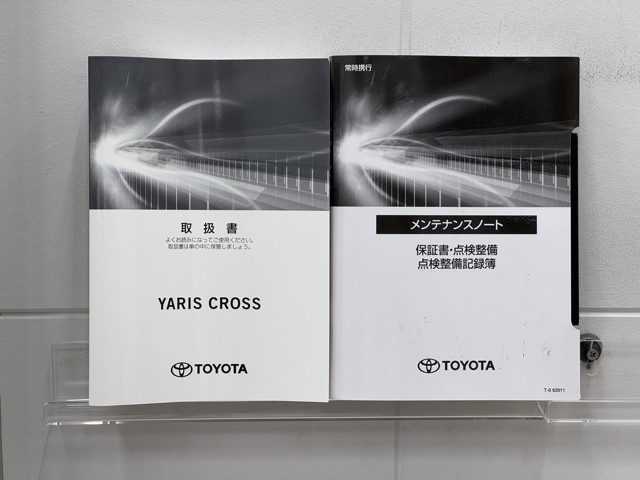 取扱書
よくお読みになってご使用ください。
取扱書は車の中に保管しましょう。
YARIS CROSS
TOYOTA
常時携行
メンテナンスノート
保証書・点検整備
点検整備記録簿
TOYOTA
T-0 62011